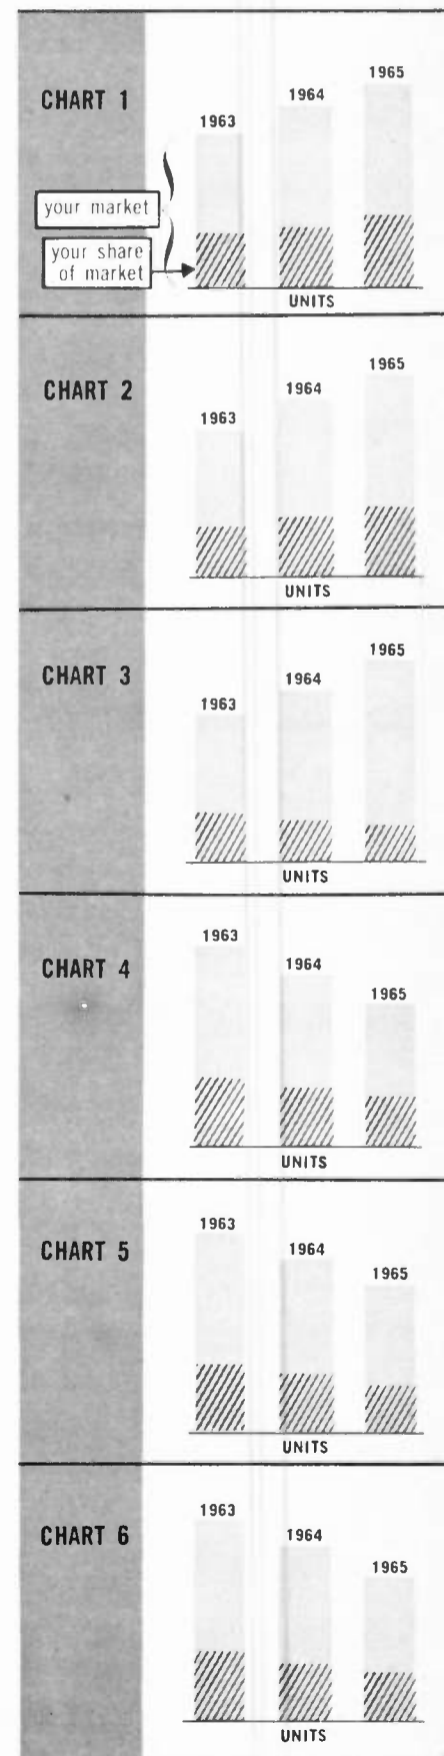 CHART 1
1963
1964
1965
your market
your share
of market
UNITS
CHART 2
1963
1964
1965
UNITS
CHART 3
1963
1964
1965
UNITS
CHART 4
1963
1964
1965
UNITS
CHART 5
1963
1964
1965
UNITS
CHART 6
1963
1964
1965
UNITS